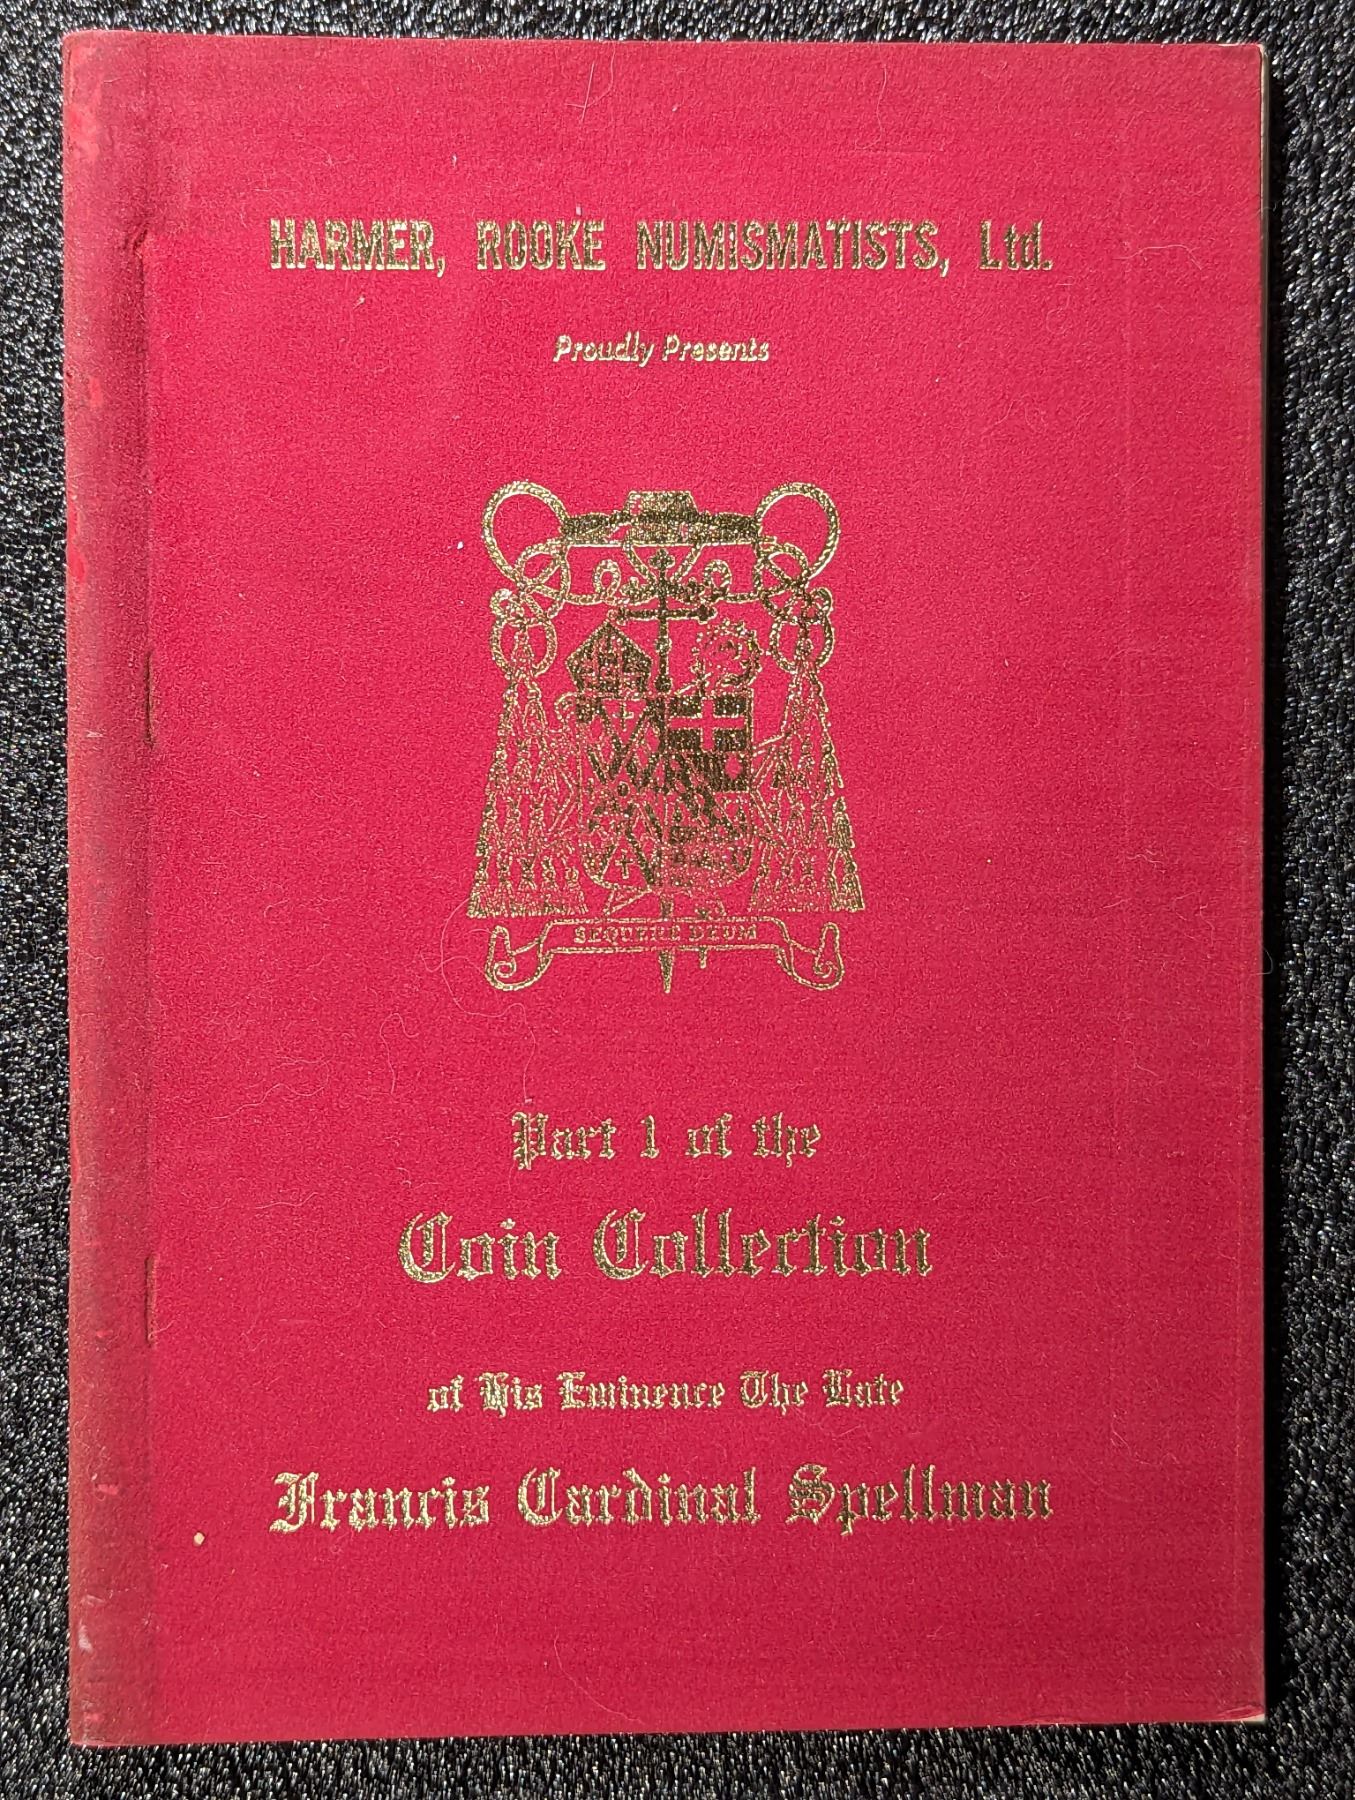 HARMER, ROOKE NUMISMATISTS, Ltd.
Proudly Presents
SEQUERE DEUM
Part 1 of the
Coin Collection
of His Eminence The Late
Francis Cardinal Spellman